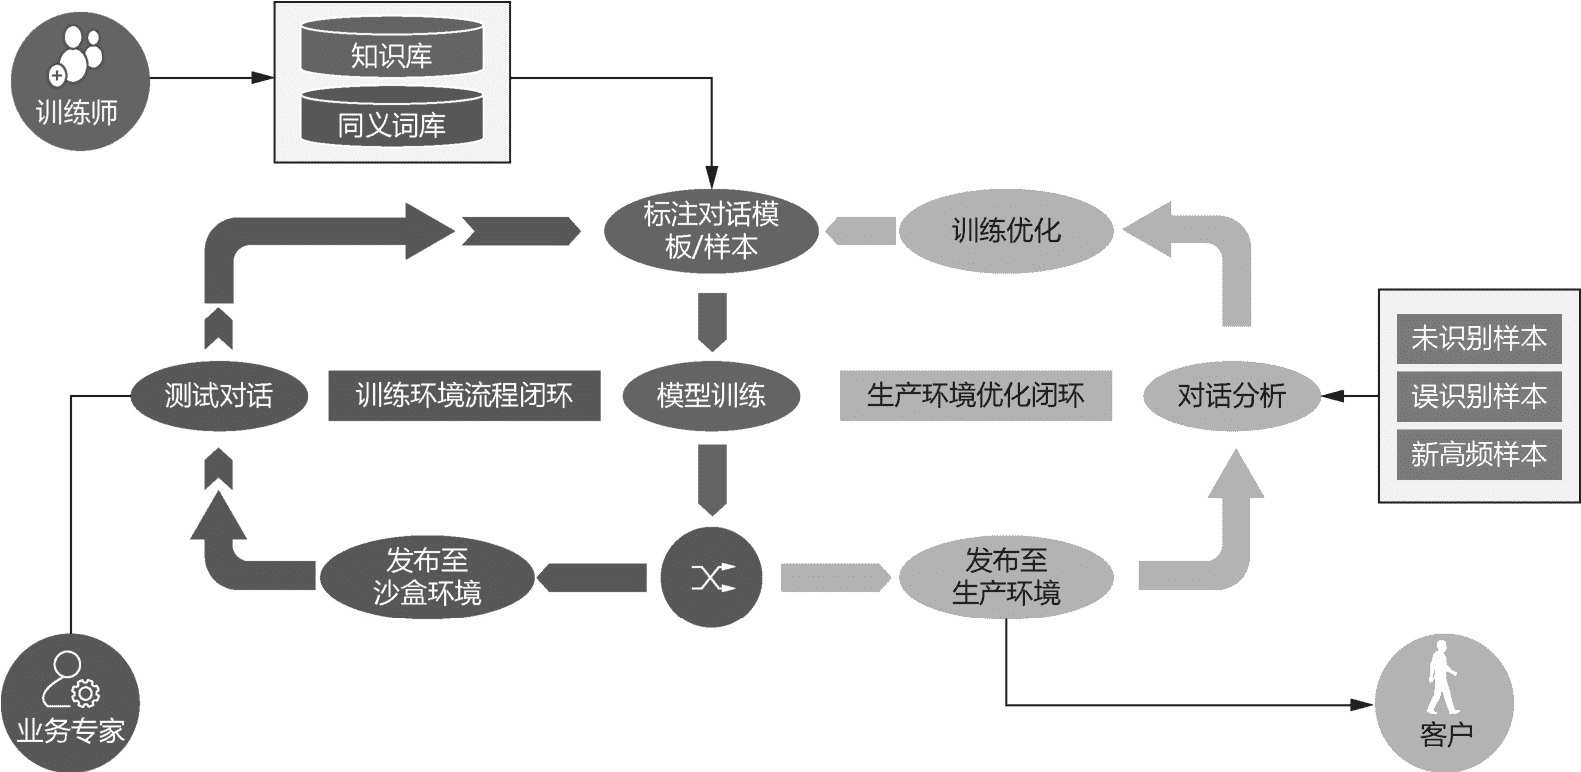 知识库
训练师
同义词库
标注对话模
板/样本
训练优化
未识别样本
测试对话
训练环境流程闭环
模型训练
生产环境优化闭环
对话分析
误识别样本
新高频样本
发布至
沙盒环境
发布至
生产环境
业务专家
客户